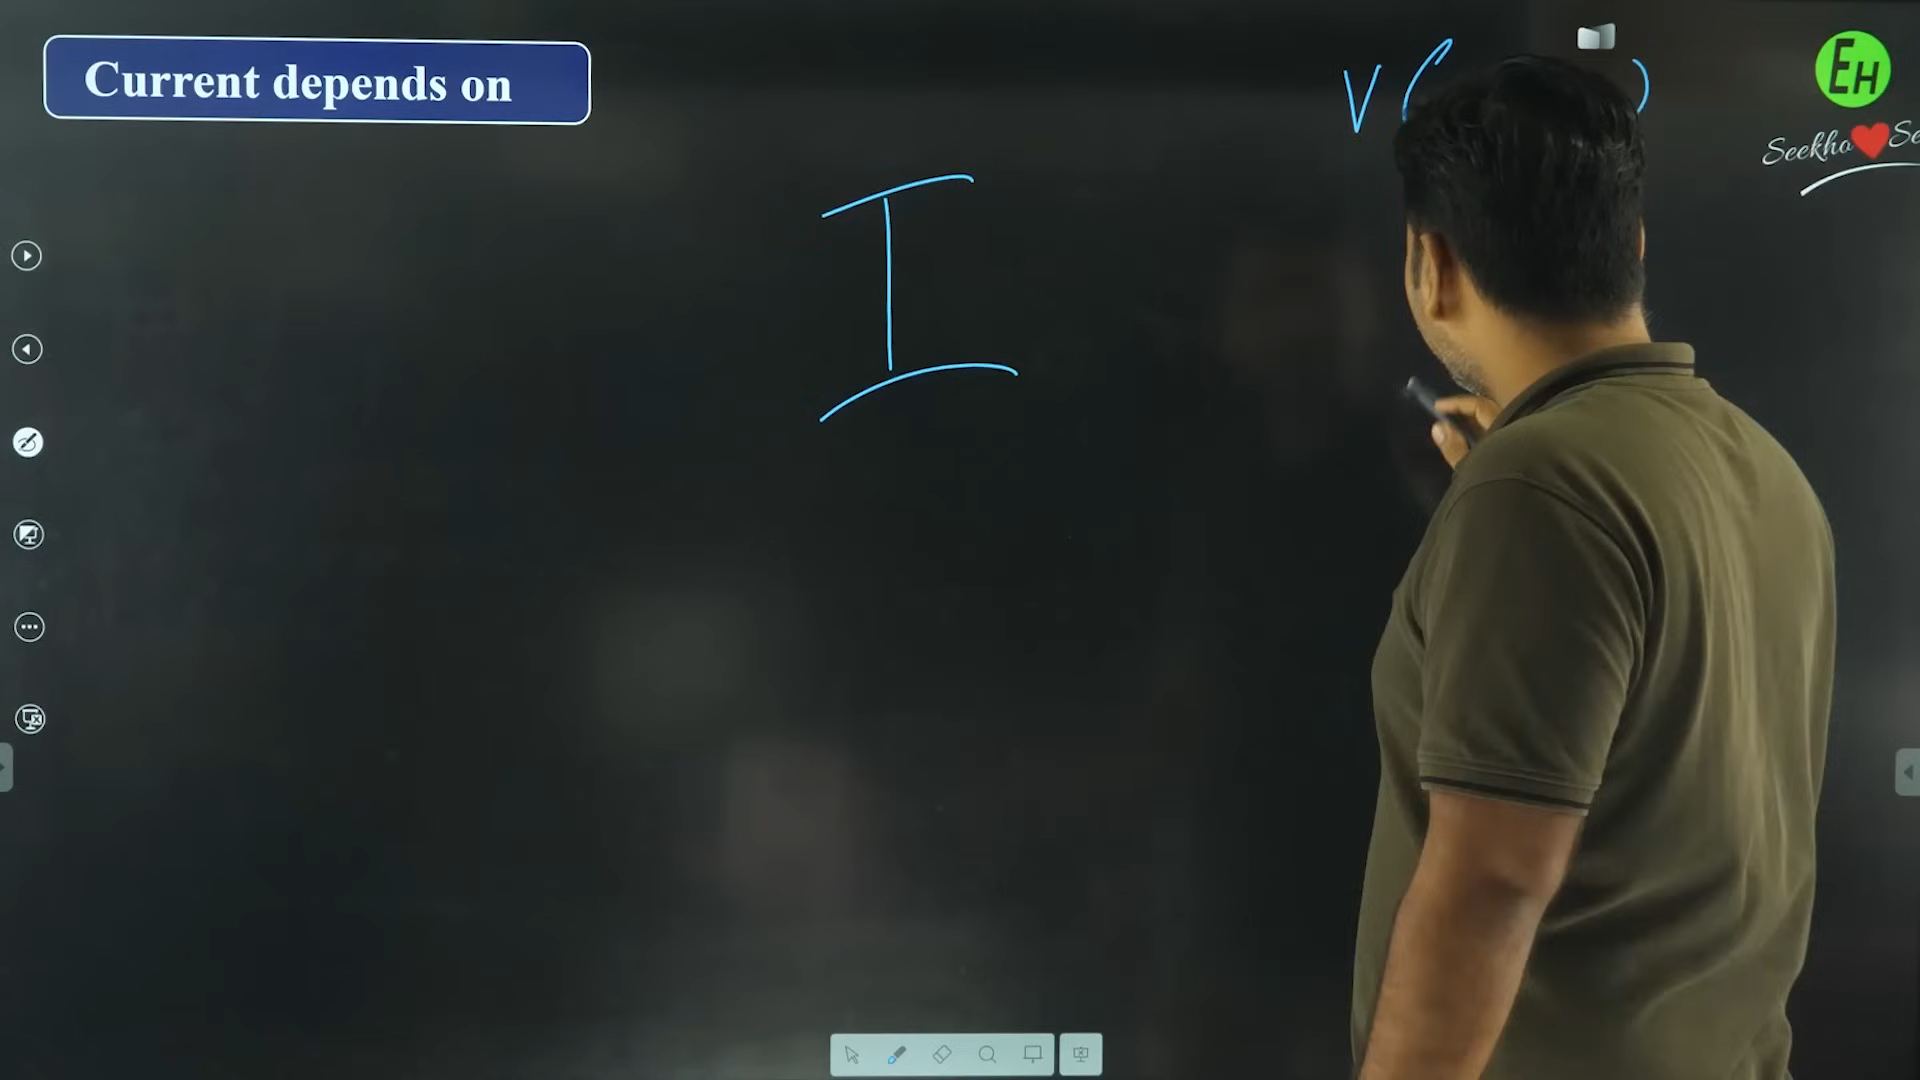 Current depends on
V ( )
EH
Seekho ❤ Se
I